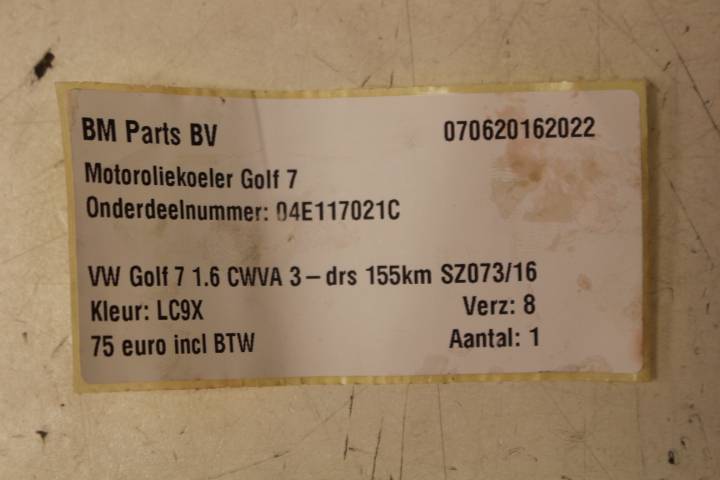 BM Parts BV 070620162022
Motoroliekoeler Golf 7
Onderdeelnummer: 04E117021C
VW Golf 7 1.6 CWVA 3-drs 155km SZ073/16
Kleur: LC9X Verz: 8
75 euro incl BTW Aantal: 1